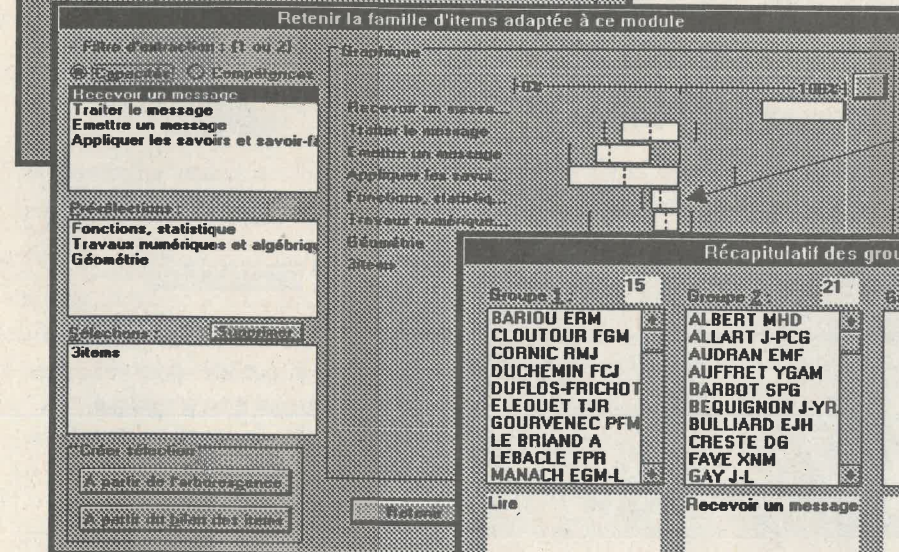 Retenir la famille d'items adaptée à ce module
Filtre d'extraction : (1 ou 2)
Capacités Compétences
Recevoir un message
Traiter le message
Emettre un message
Appliquer les savoirs et savoir-fa
Présélections :
Fonctions, statistique
Travaux numériques et algébriqu
Géométrie
Sélections : Supprimer
3items
Créer sélection
A partir de l'arborescence
A partir du bilan des items
Graphique
0% 100%
Recevoir un messa...
Traiter le message
Emettre un message
Appliquer les savoi...
Fonctions, statistiq...
Travaux numérique...
Géométrie
3items
Récapitulatif des grou
Groupe 1 : 15
BARIOU ERM
CLOUTOUR FGM
CORNIC RMJ
DUCHEMIN FCJ
DUFLOS-FRICHOT
ELEOUET TJR
GOURVENEC PFM
LE BRIAND A
LEBACLE FPR
MANACH EGM-L
Lire
Groupe 2 : 21
ALBERT MHD
ALLART J-PCG
AUDRAN EMF
AUFFRET YGAM
BARBOT SPG
BEQUIGNON J-YR
BULLIARD EJH
CRESTE DG
FAVE XNM
GAY J-L
Recevoir un message